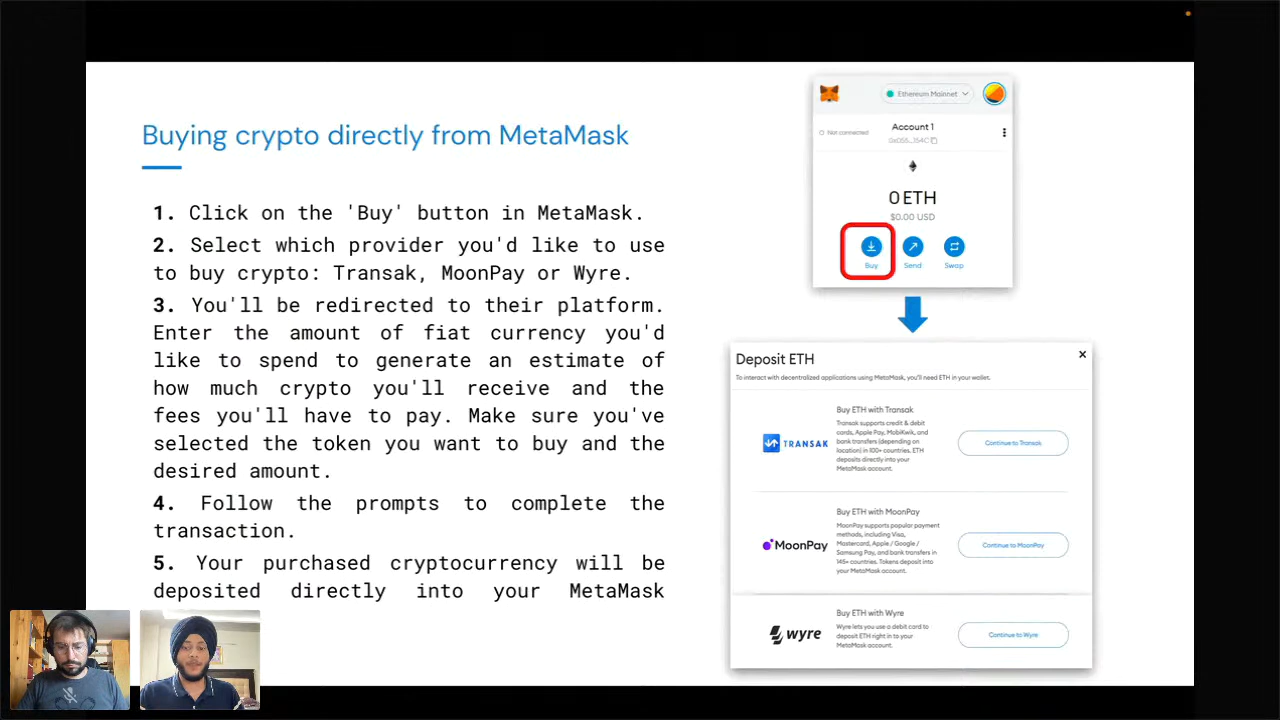 Buying crypto directly from MetaMask
1. Click on the 'Buy' button in MetaMask.
2. Select which provider you'd like to use
to buy crypto: Transak, MoonPay or Wyre.
3. You'll be redirected to their platform.
Enter the amount of fiat currency you'd
like to spend to generate an estimate of
how much crypto you'll receive and the
fees you'll have to pay. Make sure you've
selected the token you want to buy and the
desired amount.
4. Follow the prompts to complete the
transaction.
5. Your purchased cryptocurrency will be
deposited directly into your MetaMask
Ethereum Mainnet
Not connected
Account 1
0x055...154C
0 ETH
$0.00 USD
Buy
Send
Swap
Deposit ETH
To interact with decentralized applications using MetaMask, you'll need ETH in your wallet.
TRANSAK
Buy ETH with Transak
Transak supports credit & debit
cards, Apple Pay, MobiKwik, and
bank transfers (depending on
location) in 100+ countries. ETH
deposits directly into your
MetaMask account.
Continue to Transak
MoonPay
Buy ETH with MoonPay
MoonPay supports popular payment
methods, including Visa,
Mastercard, Apple / Google /
Samsung Pay, and bank transfers in
145+ countries. Tokens deposit into
your MetaMask account.
Continue to MoonPay
wyre
Buy ETH with Wyre
Wyre lets you use a debit card to
deposit ETH right in to your
MetaMask account.
Continue to Wyre